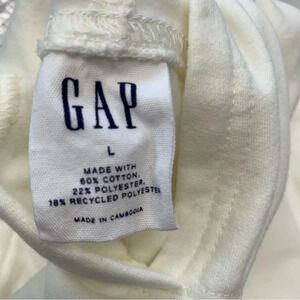 GAP
L
MADE WITH
60% COTTON,
22% POLYESTER,
18% RECYCLED POLYESTER
MADE IN CAMBODIA